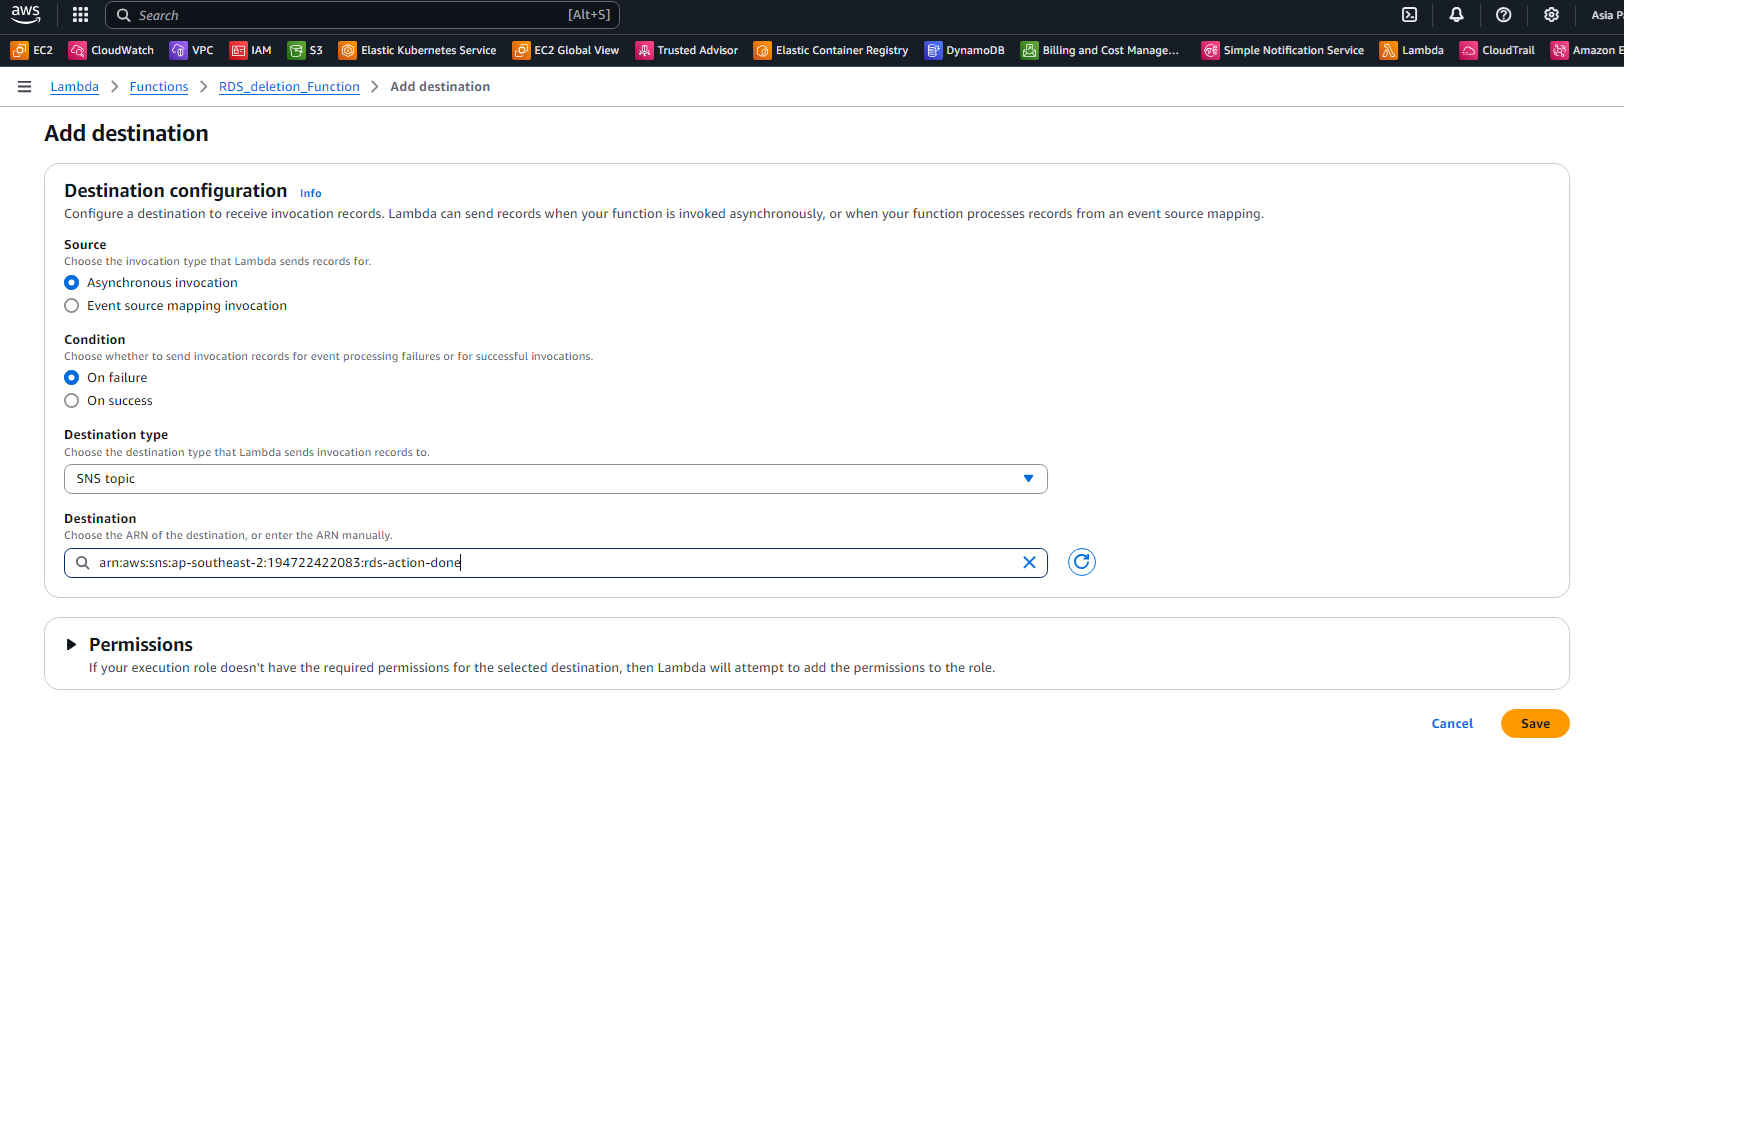 aws
Search [Alt+S] Asia P
EC2 CloudWatch VPC IAM S3 Elastic Kubernetes Service EC2 Global View Trusted Advisor Elastic Container Registry DynamoDB Billing and Cost Manage... Simple Notification Service Lambda CloudTrail Amazon E
Lambda > Functions > RDS_deletion_Function > Add destination
Add destination
Destination configuration Info
Configure a destination to receive invocation records. Lambda can send records when your function is invoked asynchronously, or when your function processes records from an event source mapping.
Source
Choose the invocation type that Lambda sends records for.
Asynchronous invocation
Event source mapping invocation
Condition
Choose whether to send invocation records for event processing failures or for successful invocations.
On failure
On success
Destination type
Choose the destination type that Lambda sends invocation records to.
SNS topic
Destination
Choose the ARN of the destination, or enter the ARN manually.
arn:aws:sns:ap-southeast-2:194722422083:rds-action-done
Permissions
If your execution role doesn't have the required permissions for the selected destination, then Lambda will attempt to add the permissions to the role.
Cancel Save